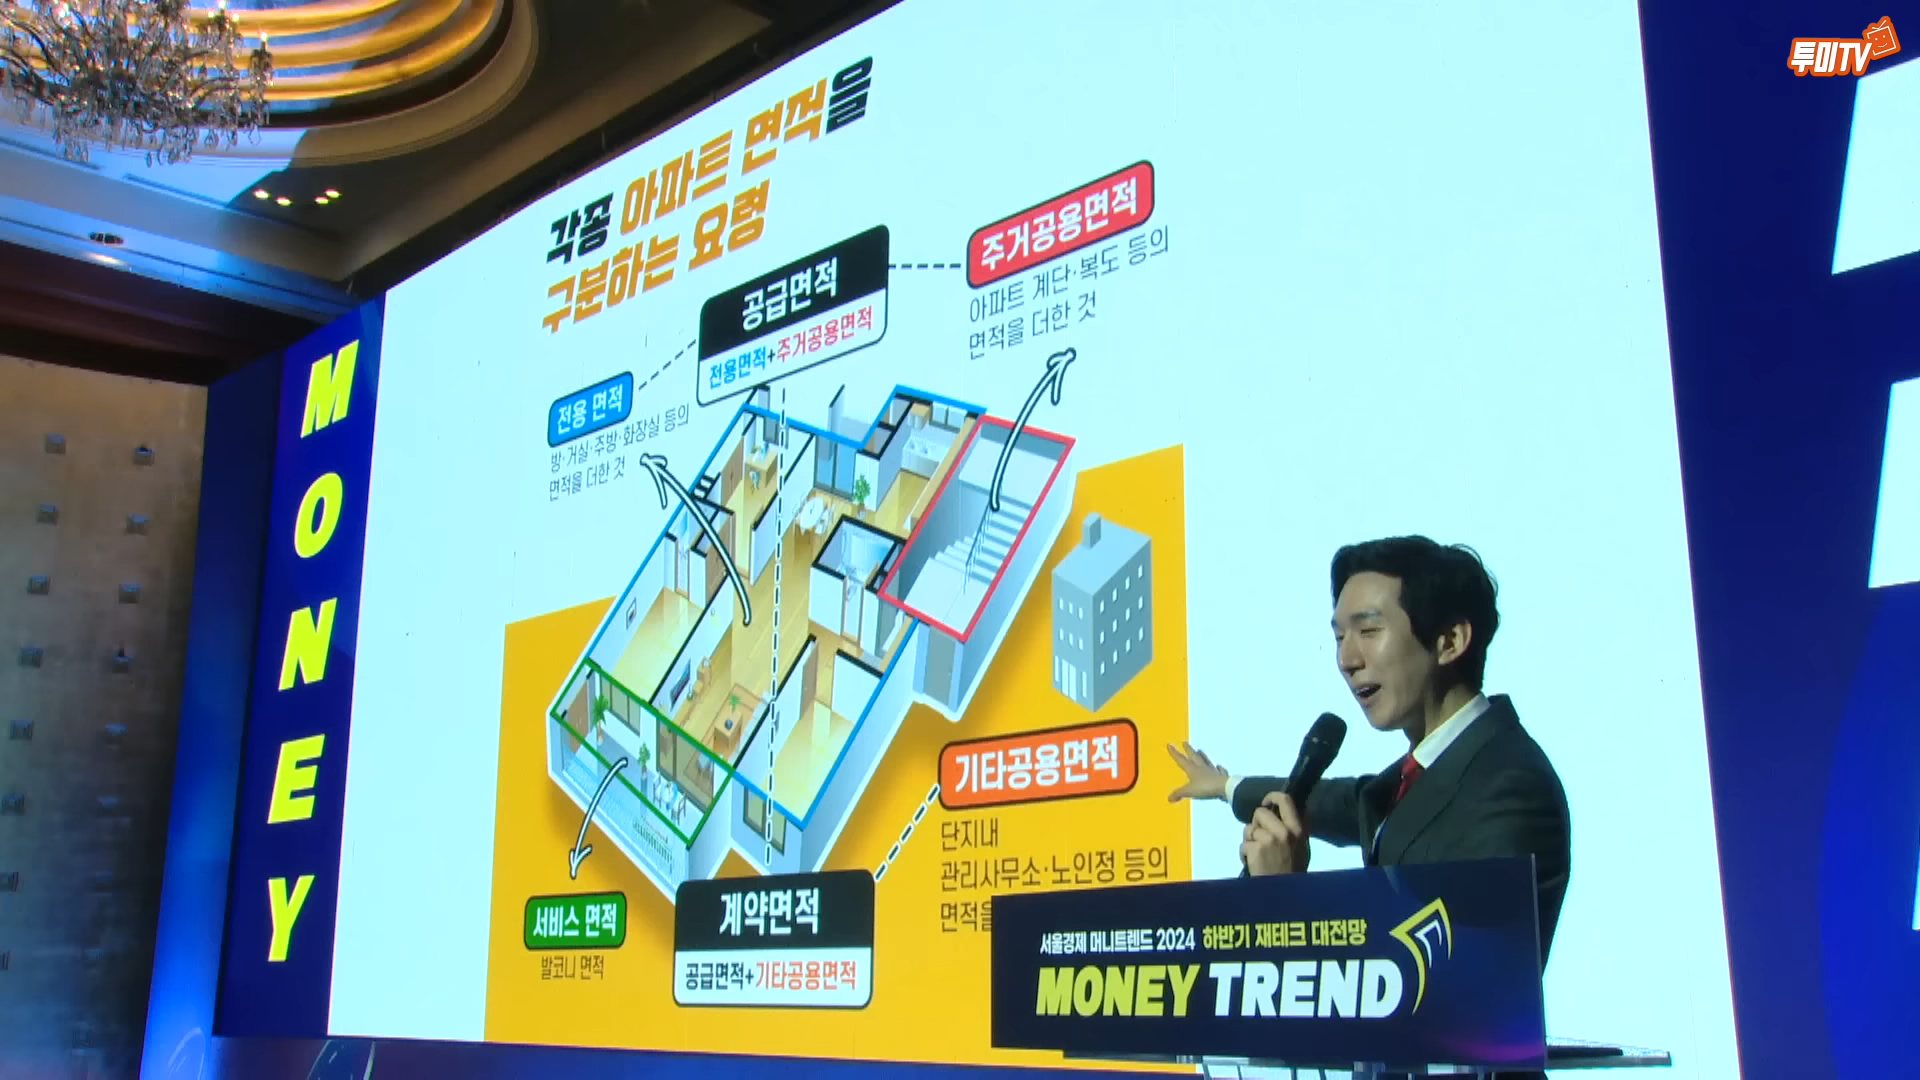 투미TV
각종 아파트 면적을
구분하는 요령
공급면적
전용면적+주거공용면적
주거공용면적
아파트 계단·복도 등의
면적을 더한 것
전용 면적
방·거실·주방·화장실 등의
면적을 더한 것
기타공용면적
단지내
관리사무소·노인정 등의
면적을
서비스 면적
발코니 면적
계약면적
공급면적+기타공용면적
MONEY
서울경제 머니트렌드 2024 하반기 재테크 대전망
MONEY TREND